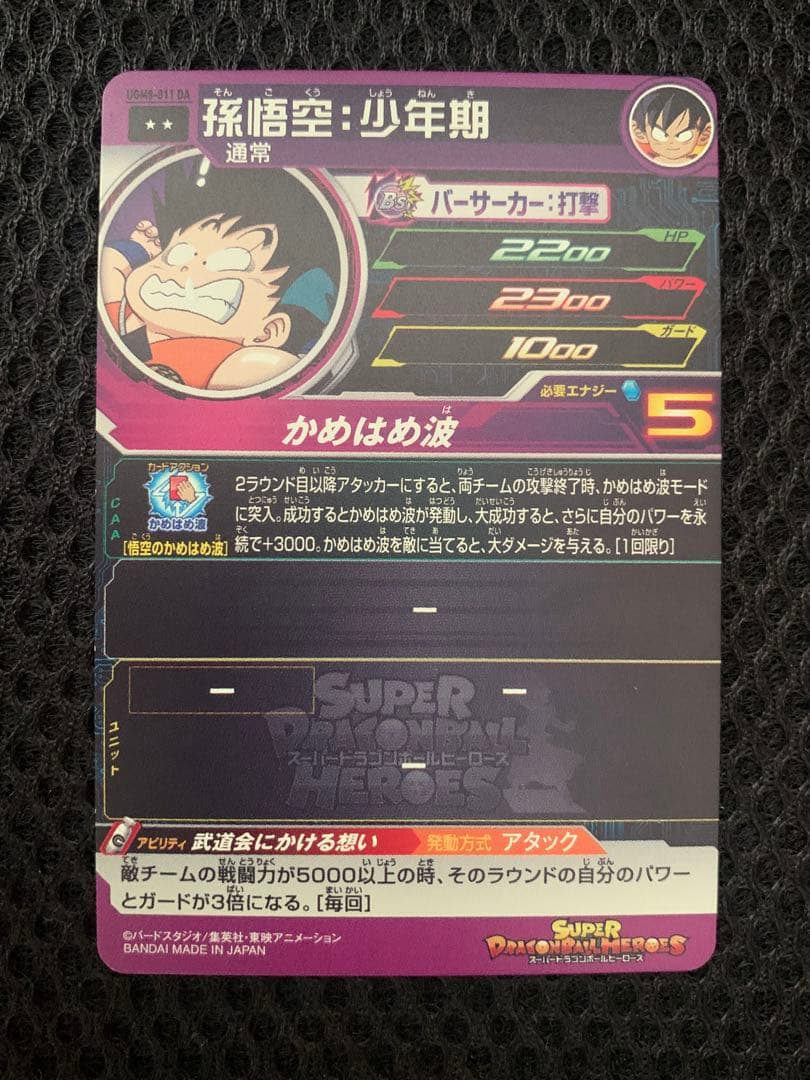 UGM8-011 DA
★★
孫悟空：少年期
そん ご くう しょう ねん き
通常
Bs バーサーカー：打撃
HP
2200
パワー
2300
ガード
1000
必要エナジー 5
かめはめ波
は
CAA
カードアクション
かめはめ波
[悟空のかめはめ波]
2ラウンド目以降アタッカーにすると、両チームの攻撃終了時、かめはめ波モード
に突入。成功するとかめはめ波が発動し、大成功すると、さらに自分のパワーを永
続で+3000。かめはめ波を敵に当てると、大ダメージを与える。[1回限り]
ー
ユニット
ー
ー
ー
SUPER
DRAGONBALL
スーパードラゴンボールヒーローズ
HEROES
アビリティ 武道会にかける想い 発動方式 アタック
敵チームの戦闘力が5000以上の時、そのラウンドの自分のパワー
とガードが3倍になる。[毎回]
©バードスタジオ/集英社・東映アニメーション
BANDAI MADE IN JAPAN
SUPER
DRAGONBALL HEROES
スーパードラゴンボールヒーローズ